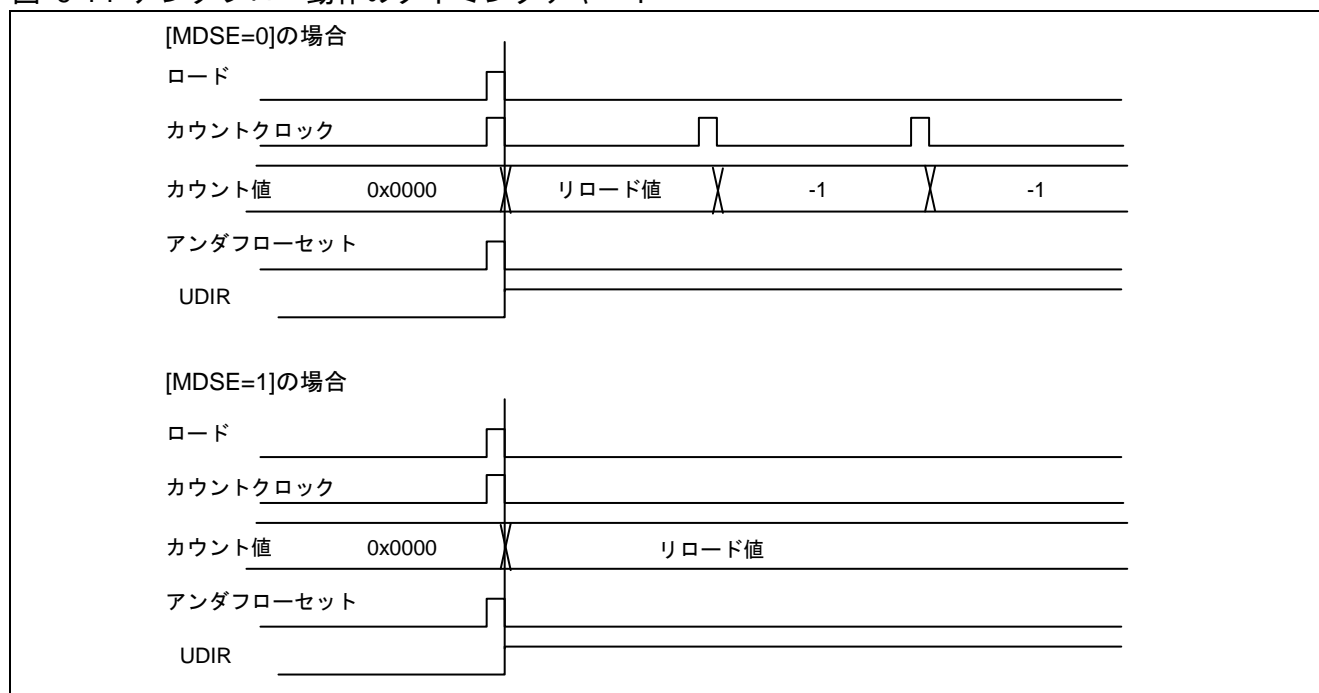 [MDSE=0]の場合
ロード
カウントクロック
カウント値 0x0000 リロード値 -1 -1
アンダフローセット
UDIR
[MDSE=1]の場合
ロード
カウントクロック
カウント値 0x0000 リロード値
アンダフローセット
UDIR